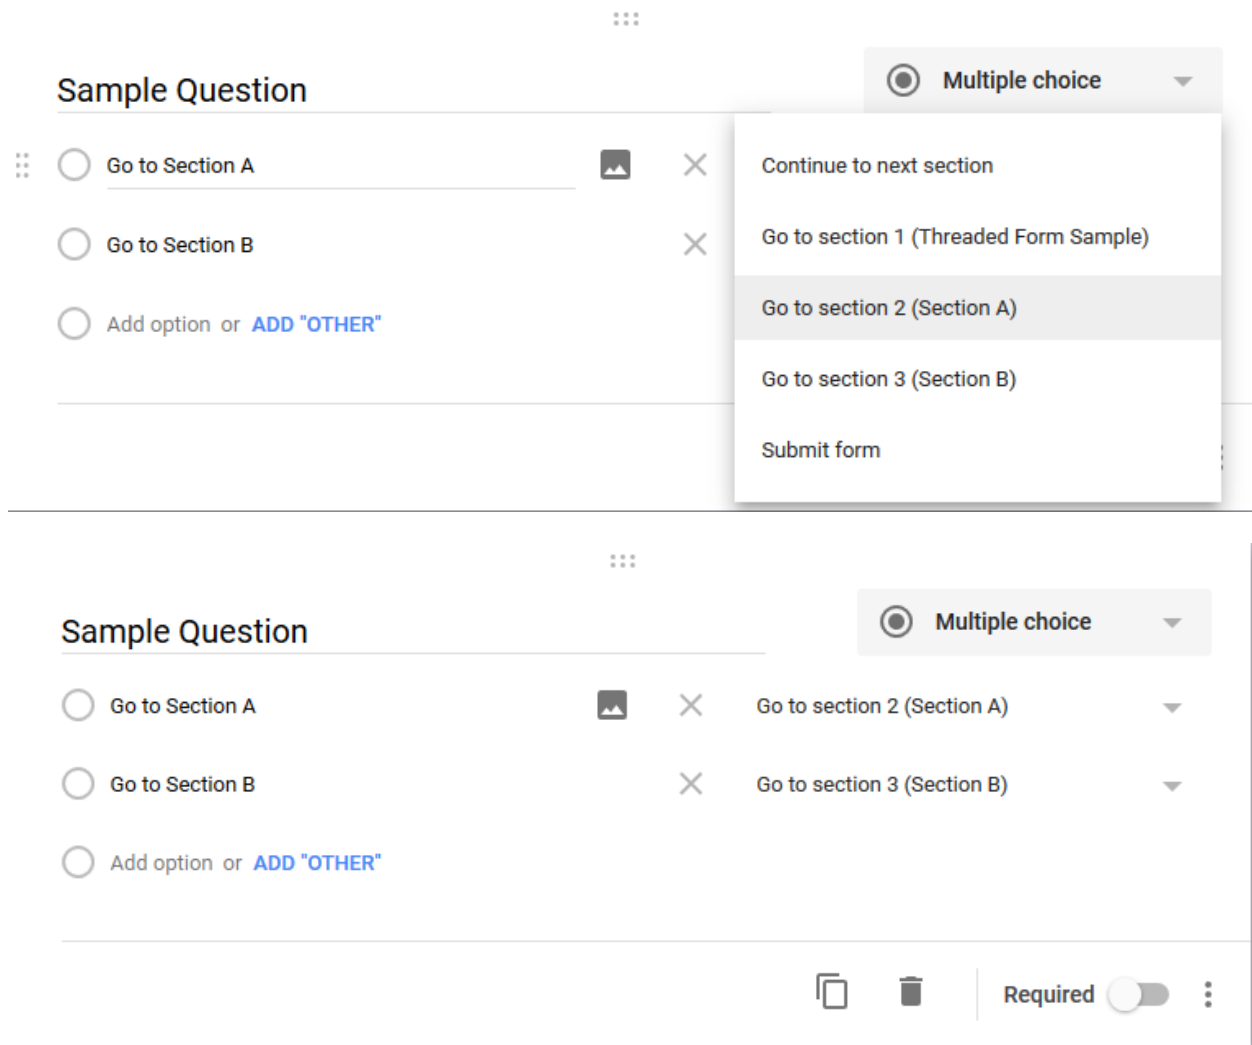 Sample Question
Multiple choice
Go to Section A
Continue to next section
Go to section 1 (Threaded Form Sample)
Go to Section B
Go to section 2 (Section A)
Add option or ADD "OTHER"
Go to section 3 (Section B)
Submit form
Sample Question
Multiple choice
Go to Section A
Go to section 2 (Section A)
Go to Section B
Go to section 3 (Section B)
Add option or ADD "OTHER"
Required